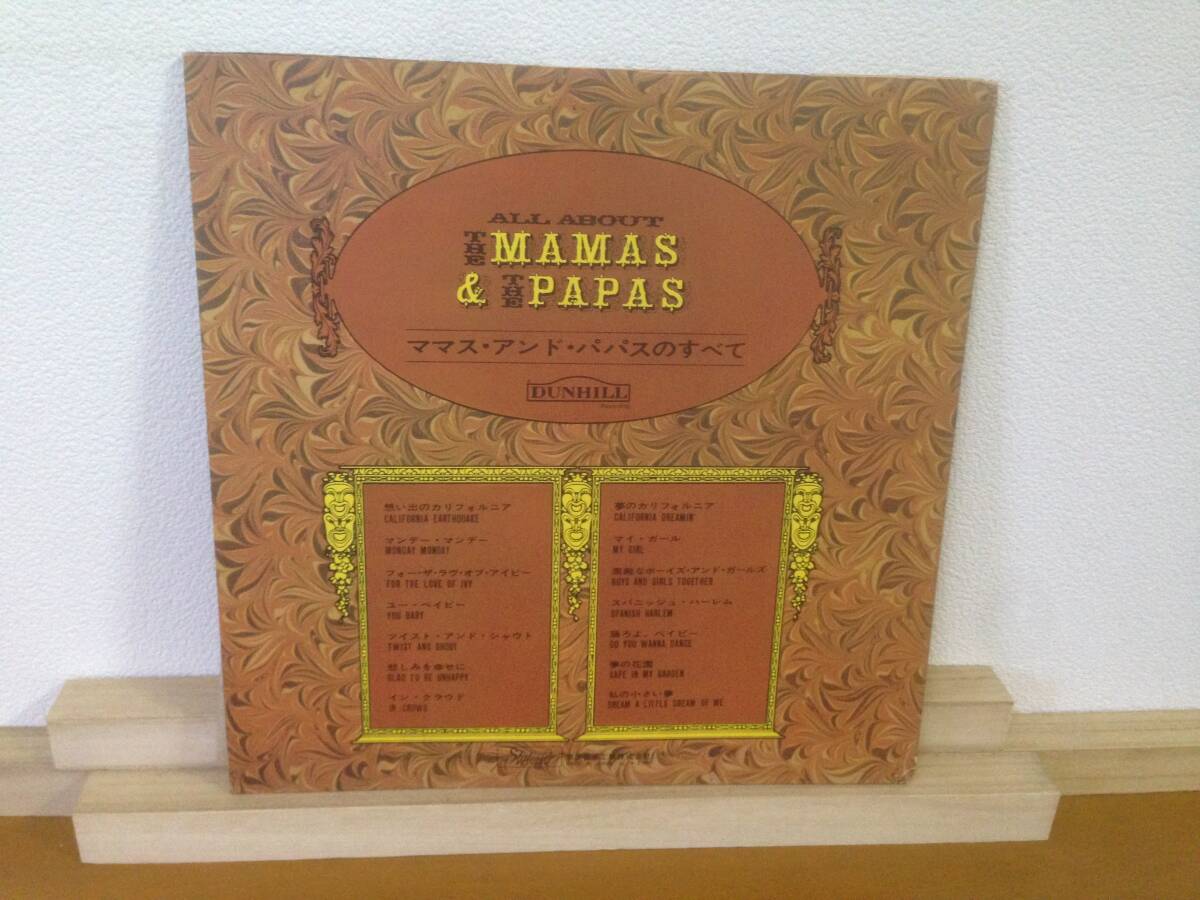 ALL ABOUT
THE MAMAS
& THE PAPAS
ママス・アンド・パパスのすべて
DUNHILL
想い出のカリフォルニア
CALIFORNIA EARTHQUAKE
マンデー・マンデー
MONDAY MONDAY
フォー・ザ・ラヴ・オブ・アイビー
FOR THE LOVE OF IVY
ユー・ベイビー
YOU BABY
ツイスト・アンド・シャウト
TWIST AND SHOUT
悲しみを幸せに
GLAD TO BE UNHAPPY
イン・クラウド
IN CROWD
夢のカリフォルニア
CALIFORNIA DREAMIN'
マイ・ガール
MY GIRL
素敵なボーイズ・アンド・ガールズ
BOYS AND GIRLS TOGETHER
スパニッシュ・ハーレム
SPANISH HARLEM
踊ろよ、ベイビー
DO YOU WANNA DANCE
夢の花園
SAFE IN MY GARDEN
私の小さい夢
DREAM A LITTLE DREAM OF ME